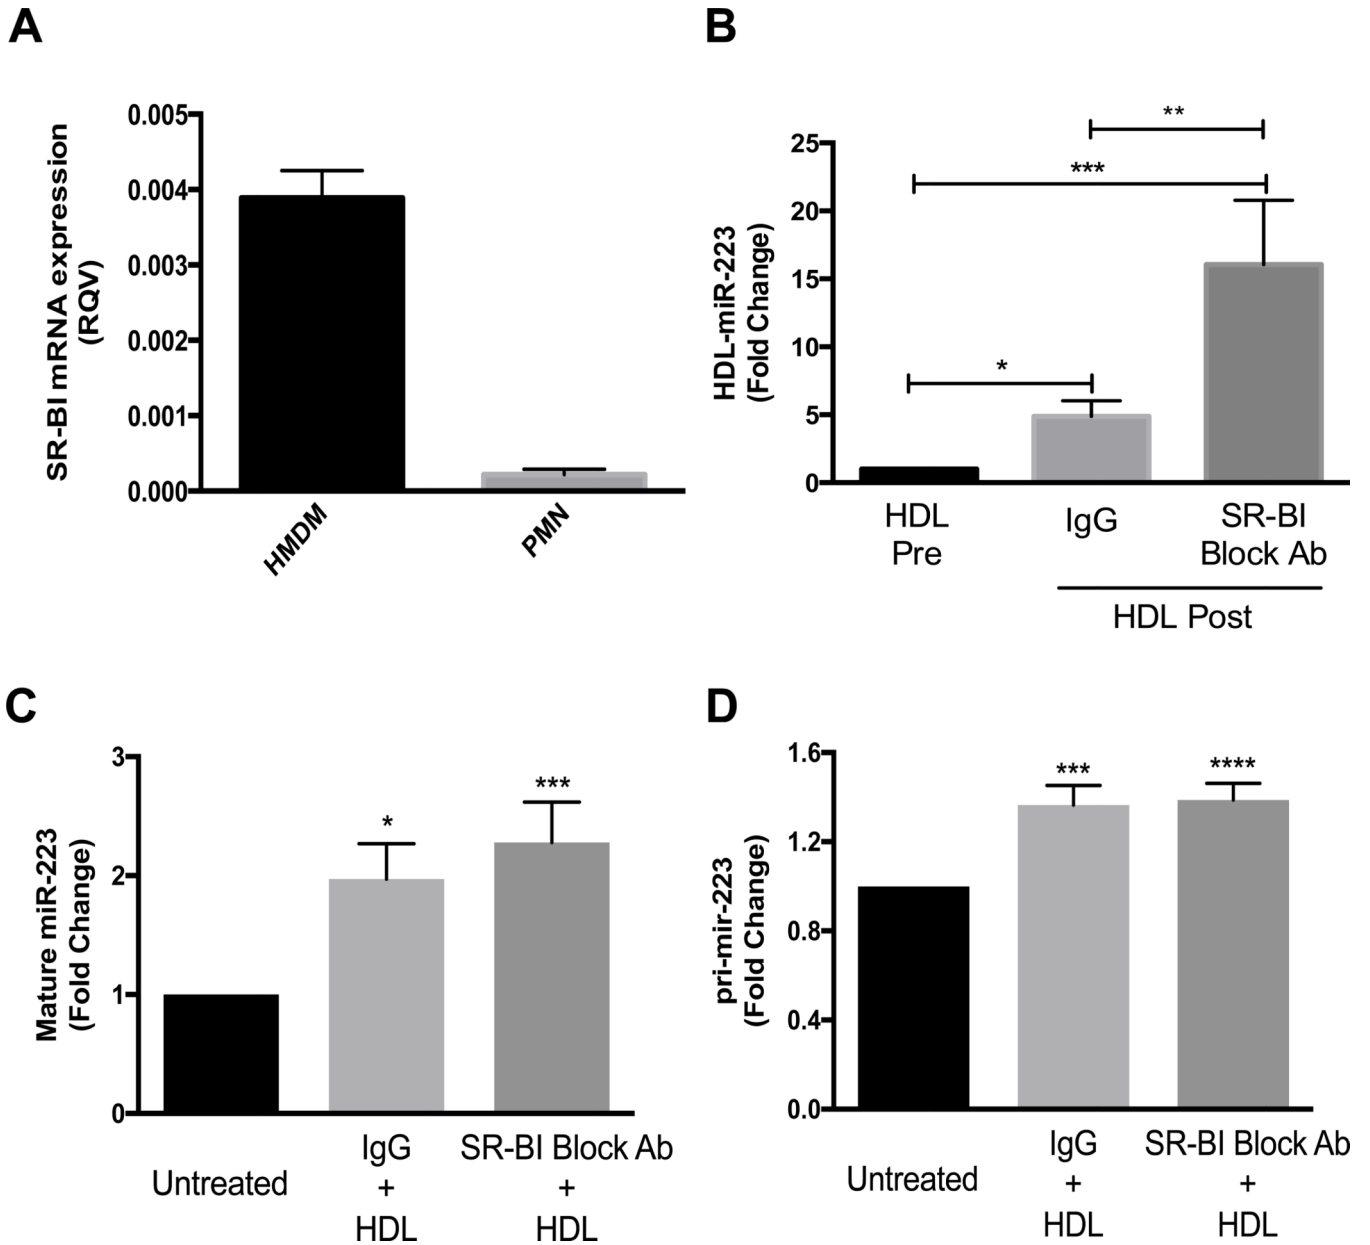 A
SR-BI mRNA expression
(RQV)
0.005
0.004
0.003
0.002
0.001
0.000
HMDM
PMN
B
HDL-miR-223
(Fold Change)
25
20
15
10
5
0
**
***
*
HDL
Pre
IgG
SR-BI
Block Ab
HDL Post
C
Mature miR-223
(Fold Change)
3
2
1
0
*
***
Untreated
IgG
+
HDL
SR-BI Block Ab
+
HDL
D
pri-mir-223
(Fold Change)
1.6
1.2
0.8
0.4
0.0
***
****
Untreated
IgG
+
HDL
SR-BI Block Ab
+
HDL